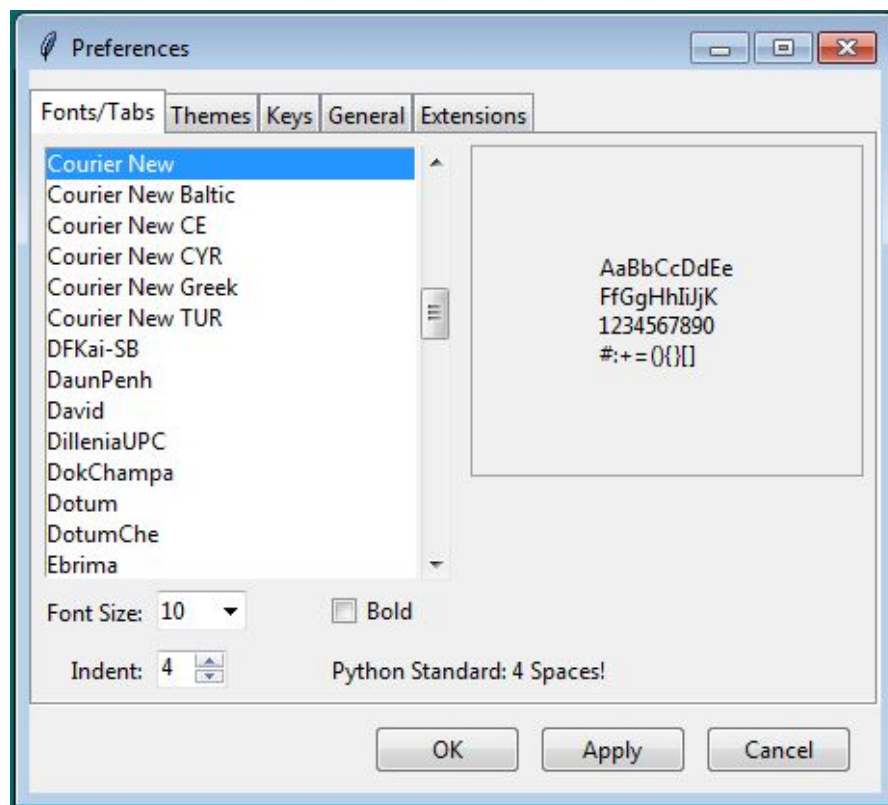 Preferences
Fonts/Tabs Themes Keys General Extensions
Courier New
Courier New Baltic
Courier New CE
Courier New CYR
Courier New Greek
Courier New TUR
DFKai-SB
DaunPenh
David
DilleniaUPC
DokChampa
Dotum
DotumChe
Ebrima
AaBbCcDdEe
FfGgHhIiJjK
1234567890
#:+=(){}[]
Font Size: 10 Bold
Indent: 4 Python Standard: 4 Spaces!
OK Apply Cancel